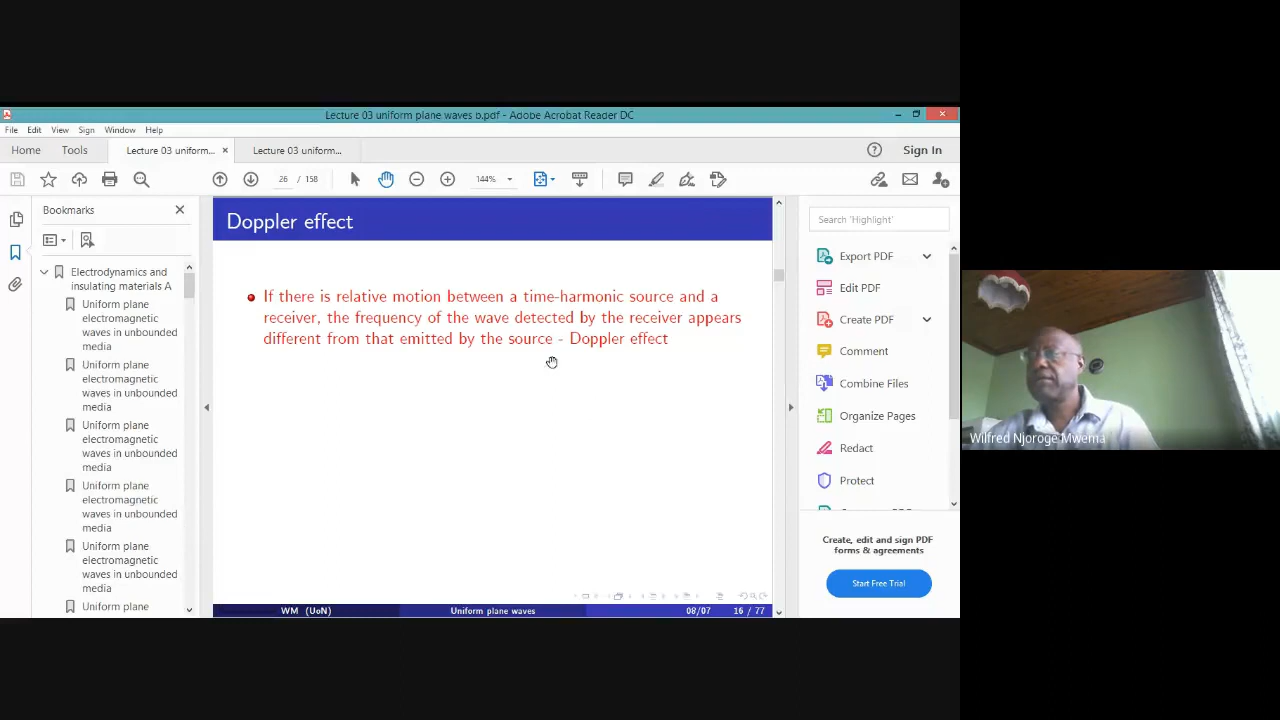 Lecture 03 uniform plane waves b.pdf - Adobe Acrobat Reader DC
File Edit View Sign Window Help
Home Tools Lecture 03 uniform... × Lecture 03 uniform... Sign In
26 / 158 144%
Bookmarks
Electrodynamics and
insulating materials A
Uniform plane
electromagnetic
waves in unbounded
media
Uniform plane
electromagnetic
waves in unbounded
media
Uniform plane
electromagnetic
waves in unbounded
media
Uniform plane
electromagnetic
waves in unbounded
media
Uniform plane
electromagnetic
waves in unbounded
media
Uniform plane
Doppler effect
If there is relative motion between a time-harmonic source and a
receiver, the frequency of the wave detected by the receiver appears
different from that emitted by the source - Doppler effect
WM (UoN) Uniform plane waves 08/07 16 / 77
Search 'Highlight'
Export PDF
Edit PDF
Create PDF
Comment
Combine Files
Organize Pages
Redact
Protect
Create, edit and sign PDF
forms & agreements
Start Free Trial
Wilfred Njoroge Mwema